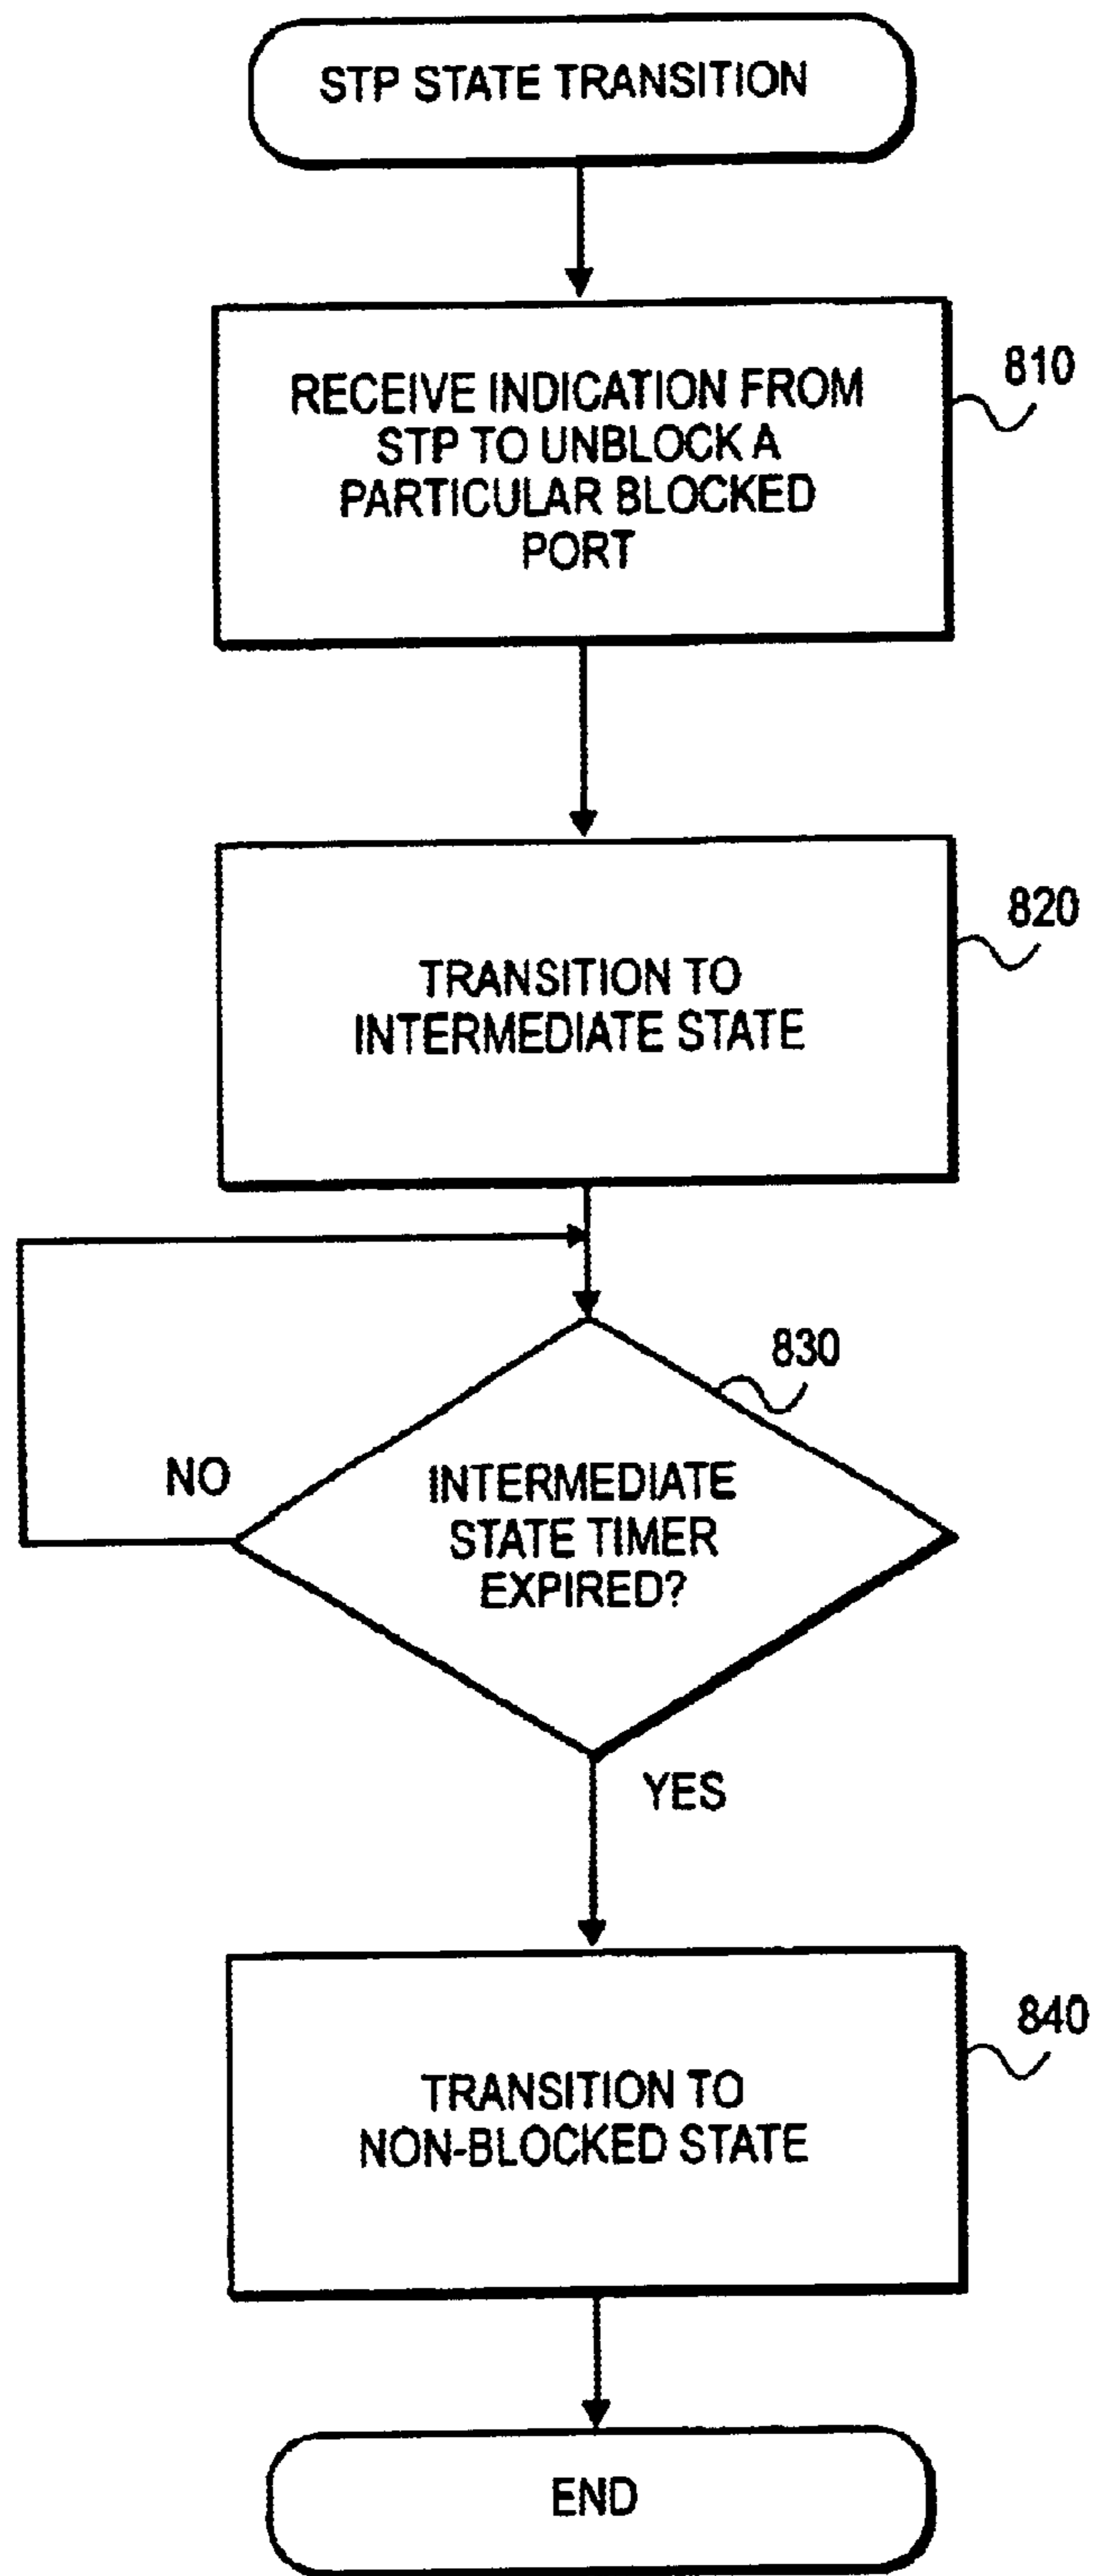 STP STATE TRANSITION
RECEIVE INDICATION FROM
STP TO UNBLOCK A
PARTICULAR BLOCKED
PORT
810
TRANSITION TO
INTERMEDIATE STATE
820
830
INTERMEDIATE
STATE TIMER
EXPIRED?
NO
YES
TRANSITION TO
NON-BLOCKED STATE
840
END